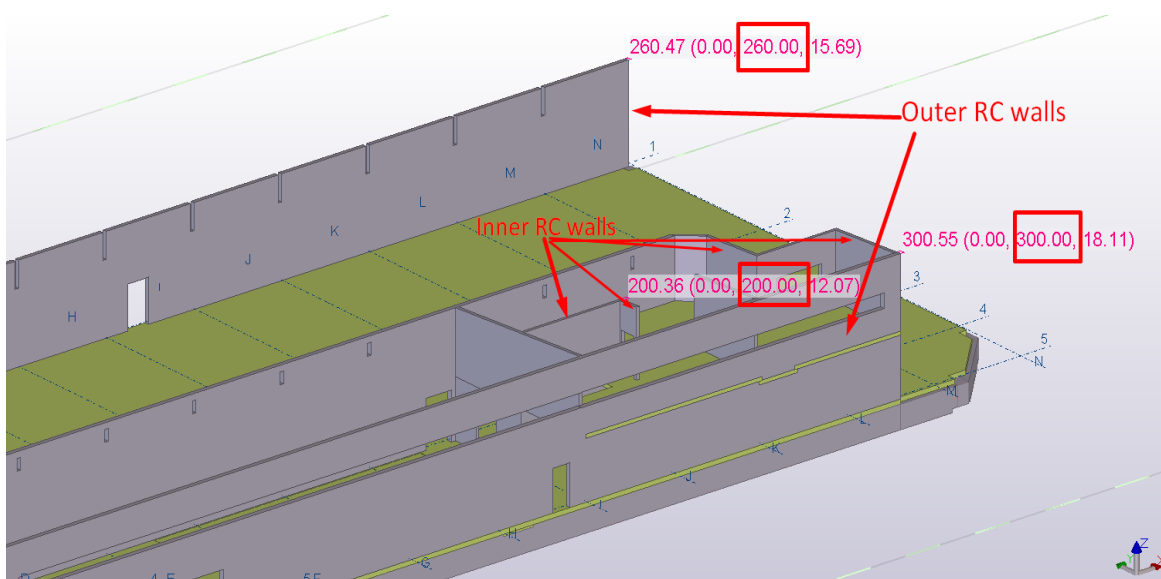 260.47 (0.00, 260.00, 15.69)
Outer RC walls
N
1
M
L
2
K
Inner RC walls
300.55 (0.00, 300.00, 18.11)
J
200.36 (0.00, 200.00, 12.07)
3
I
4
H
5
N
M
L
K
J
I
H
G
Z